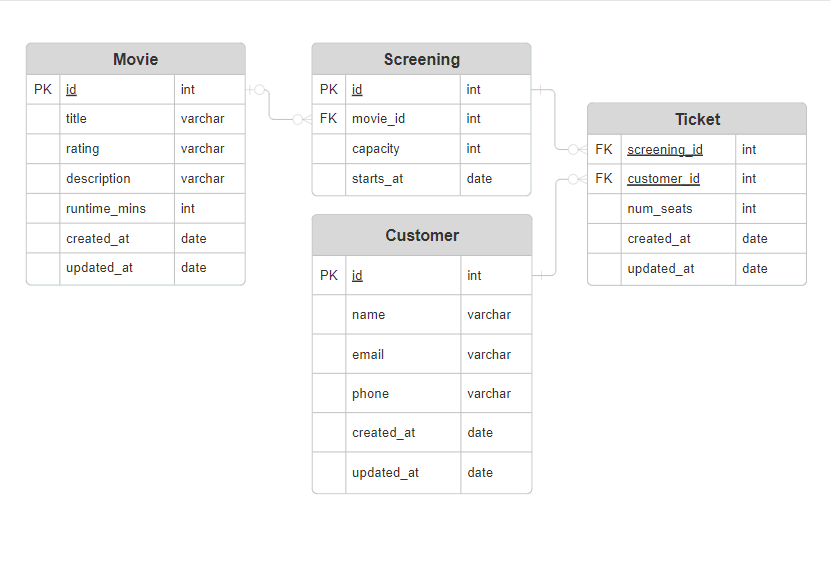 Movie
PK id int
title varchar
rating varchar
description varchar
runtime_mins int
created_at date
updated_at date
Screening
PK id int
FK movie_id int
capacity int
starts_at date
Customer
PK id int
name varchar
email varchar
phone varchar
created_at date
updated_at date
Ticket
FK screening_id int
FK customer_id int
num_seats int
created_at date
updated_at date